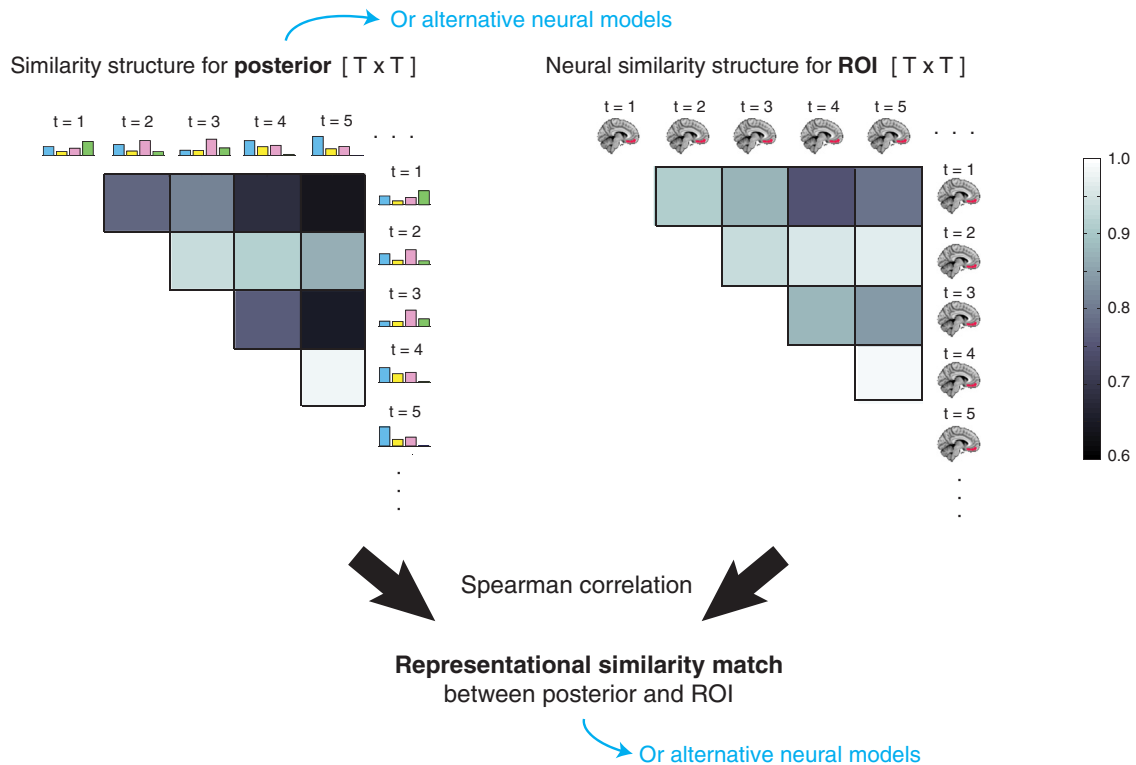 Or alternative neural models
Similarity structure for posterior [ T x T ]
Neural similarity structure for ROI [ T x T ]
t = 1 t = 2 t = 3 t = 4 t = 5 . . .
t = 1 t = 2 t = 3 t = 4 t = 5 . . .
t = 1
t = 2
t = 3
t = 4
t = 5
.
.
.
t = 1
t = 2
t = 3
t = 4
t = 5
.
.
.
1.0
0.9
0.8
0.7
0.6
Spearman correlation
Representational similarity match
between posterior and ROI
Or alternative neural models